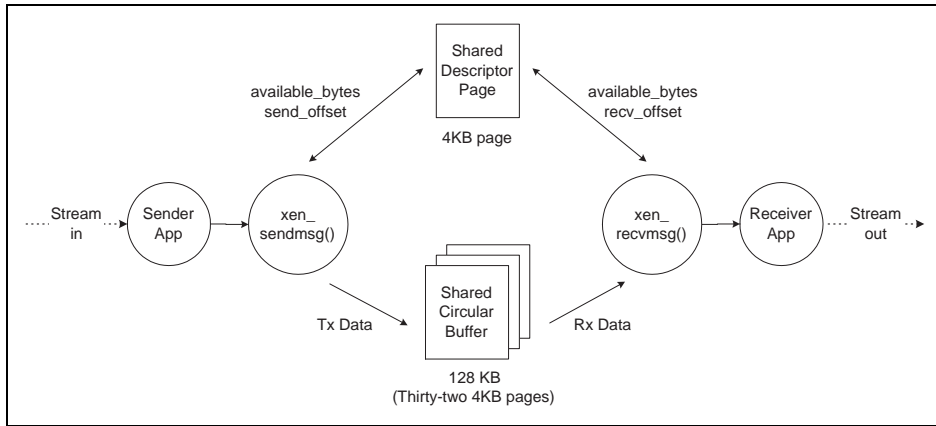 Shared
Descriptor
Page
4KB page
available_bytes
send_offset
available_bytes
recv_offset
Stream
in
Sender
App
xen_
sendmsg()
xen_
recvmsg()
Receiver
App
Stream
out
Tx Data
Shared
Circular
Buffer
Rx Data
128 KB
(Thirty-two 4KB pages)